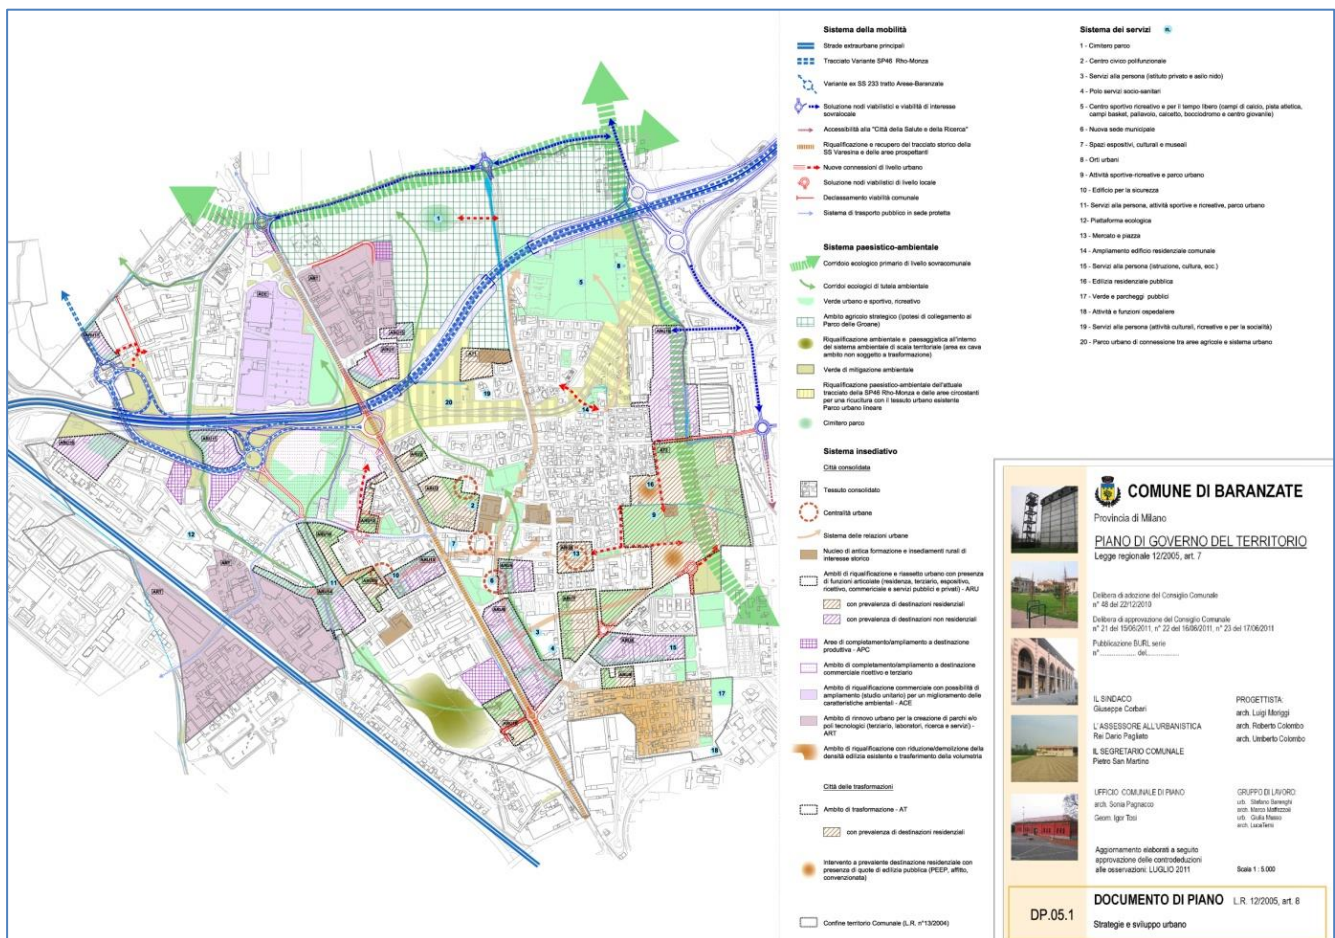 Sistema della mobilità
Strade extraurbane principali
Tracciato Variante SP46 Rho-Monza
Variante ex SS 233 tratto Arese-Baranzate
Soluzione nodi viabilistici e viabilità di interesse
sovralocale
Accessibilità alla "Città della Salute e della Ricerca"
Riqualificazione e recupero del tracciato storico della
SS Varesina e delle aree prospettanti
Nuove connessioni di livello urbano
Soluzione nodi viabilistici di livello locale
Declassamento viabilità comunale
Sistema di trasporto pubblico in sede protetta
Sistema paesistico-ambientale
Corridoio ecologico primario di livello sovracomunale
Corridoi ecologici di tutela ambientale
Verde urbano e sportivo, ricreativo
Ambito agricolo strategico (ipotesi di collegamento al
Parco delle Groane)
Riqualificazione ambientale e paesaggistica all'interno
del sistema ambientale di scala territoriale (area ex cava
ambito non soggetto a trasformazione)
Verde di mitigazione ambientale
Riqualificazione paesistico-ambientale dell'attuale
tracciato della SP46 Rho-Monza e delle aree circostanti
per una ricucitura con il tessuto urbano esistente
Parco urbano lineare
Cimitero parco
Sistema insediativo
Città consolidata
Tessuto consolidato
Centralità urbane
Sistema delle relazioni urbane
Nucleo di antica formazione e insediamenti rurali di
interesse storico
Ambiti di riqualificazione e riassetto urbano con presenza
di funzioni articolate (residenza, terziario, espositivo,
ricettivo, commerciale e servizi pubblici e privati) - ARU
con prevalenza di destinazioni residenziali
con prevalenza di destinazioni non residenziali
Aree di completamento/ampliamento a destinazione
produttiva - APC
Ambito di completamento/ampliamento a destinazione
commerciale ricettivo e terziario
Ambito di riqualificazione commerciale con possibilità di
ampliamento (studio unitario) per un miglioramento delle
caratteristiche ambientali - ACE
Ambito di rinnovo urbano per la creazione di parchi e/o
poli tecnologici (terziario, laboratori, ricerca e servizi) -
ART
Ambito di riqualificazione con riduzione/demolizione della
densità edilizia esistente e trasferimento della volumetria
Città delle trasformazioni
Ambito di trasformazione - AT
con prevalenza di destinazioni residenziali
Intervento a prevalente destinazione residenziale con
presenza di quote di edilizia pubblica (PEEP, affitto,
convenzionata)
Confine territorio Comunale (L.R. n°13/2004)
Sistema dei servizi
1 - Cimitero parco
2 - Centro civico polifunzionale
3 - Servizi alla persona (istituto privato e asilo nido)
4 - Polo servizi socio-sanitari
5 - Centro sportivo ricreativo e per il tempo libero (campi di calcio, pista atletica,
campi basket, pallavolo, calcetto, bocciodromo e centro giovanile)
6 - Nuova sede municipale
7 - Spazi espositivi, culturali e museali
8 - Orti urbani
9 - Attività sportive-ricreative e parco urbano
10 - Edificio per la sicurezza
11- Servizi alla persona, attività sportive e ricreative, parco urbano
12- Piattaforma ecologica
13 - Mercato e piazza
14 - Ampliamento edificio residenziale comunale
15 - Servizi alla persona (istruzione, cultura, ecc.)
16 - Edilizia residenziale pubblica
17 - Verde e parcheggi pubblici
18 - Attività e funzioni ospedaliere
19 - Servizi alla persona (attività culturali, ricreative e per la socialità)
20 - Parco urbano di connessione tra aree agricole e sistema urbano
COMUNE DI BARANZATE
Provincia di Milano
PIANO DI GOVERNO DEL TERRITORIO
Legge regionale 12/2005, art. 7
Delibera di adozione del Consiglio Comunale
n° 48 del 22/12/2010
Delibera di approvazione del Consiglio Comunale
n° 21 del 15/06/2011, n° 22 del 16/06/2011, n° 23 del 17/06/2011
Pubblicazione BURL serie
n°.................. del..................
IL SINDACO
Giuseppe Corbari
L' ASSESSORE ALL'URBANISTICA
Rei Dario Pagliato
IL SEGRETARIO COMUNALE
Pietro San Martino
PROGETTISTA:
arch. Luigi Moriggi
arch. Roberto Colombo
arch. Umberto Colombo
UFFICIO COMUNALE DI PIANO
arch. Sonia Pagnacco
Geom. Igor Tosi
GRUPPO DI LAVORO:
urb. Stefano
arch. Marco
urb. Giulia
arch.
Aggiornamento elaborati a seguito
approvazione delle controdeduzioni
alle osservazioni: LUGLIO 2011
Scala 1 : 5.000
DP.05.1
DOCUMENTO DI PIANO L.R. 12/2005, art. 8
Strategie e sviluppo urbano